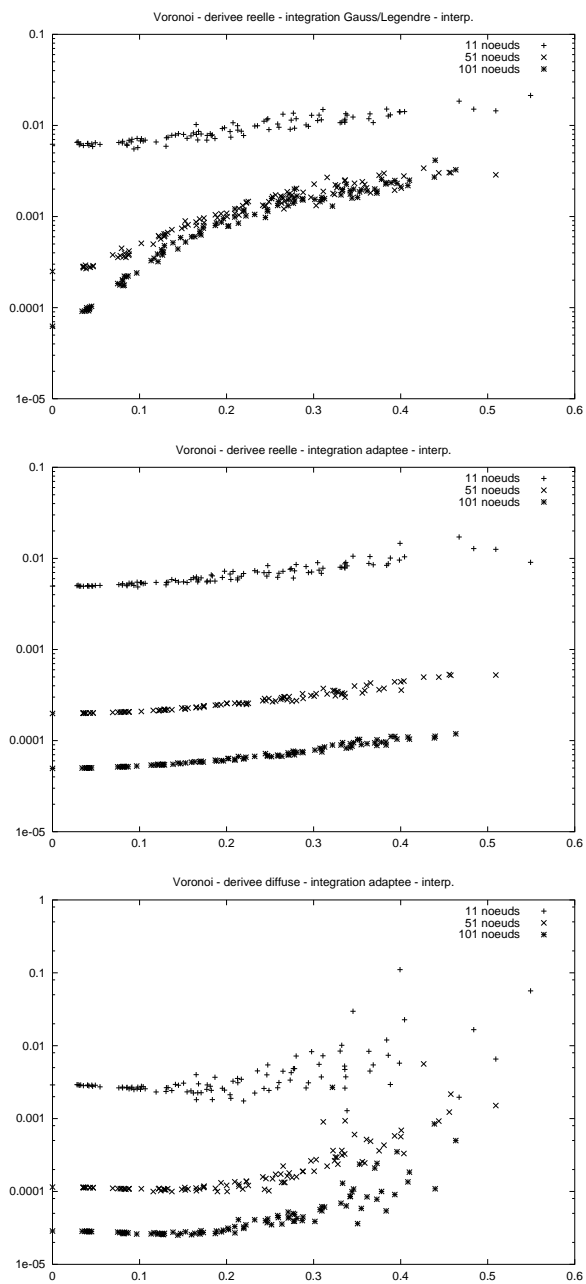 Voronoi - derivee reelle - integration Gauss/Legendre - interp.
0.1
11 noeuds
51 noeuds
101 noeuds
0.01
0.001
0.0001
1e-05
0 0.1 0.2 0.3 0.4 0.5 0.6
Voronoi - derivee reelle - integration adaptee - interp.
0.1
11 noeuds
51 noeuds
101 noeuds
0.01
0.001
0.0001
1e-05
0 0.1 0.2 0.3 0.4 0.5 0.6
Voronoi - derivee diffuse - integration adaptee - interp.
1
11 noeuds
51 noeuds
101 noeuds
0.1
0.01
0.001
0.0001
1e-05
0 0.1 0.2 0.3 0.4 0.5 0.6